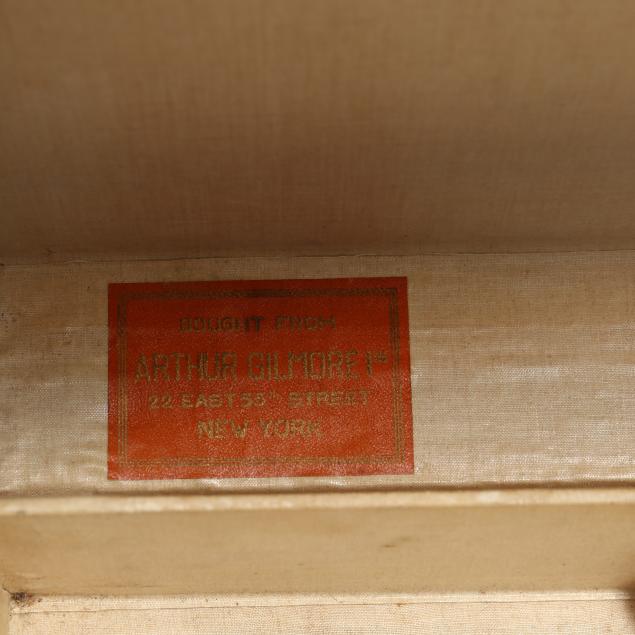 BOUGHT FROM
ARTHUR GILMORE Inc
22 EAST 55th STREET
NEW YORK